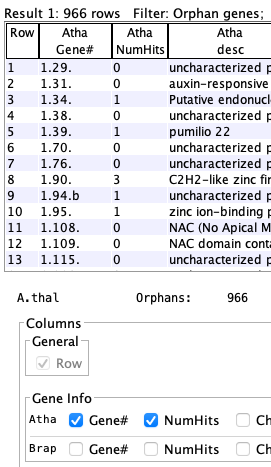 Result 1: 966 rows Filter: Orphan genes;
Row Atha Gene# Atha NumHits Atha desc
1 1.29. 0 uncharacterized
2 1.31. 0 auxin-responsive
3 1.34. 1 Putative endonucl
4 1.38. 0 uncharacterized
5 1.39. 1 pumilio 22
6 1.70. 0 uncharacterized
7 1.76. 0 uncharacterized
8 1.90. 3 C2H2-like zinc fin
9 1.94.b 1 uncharacterized
10 1.95. 1 zinc ion-binding
11 1.108. 0 NAC (No Apical M
12 1.109. 0 NAC domain conta
13 1.115. 0 uncharacterized
A.thal Orphans: 966
Columns
General
Row
Gene Info
Atha Gene# NumHits Ch
Brap Gene# NumHits Ch